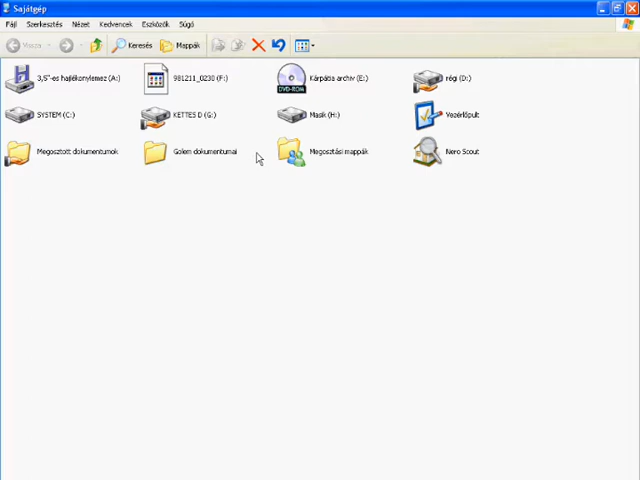 Sajátgép
Fájl Szerkesztés Nézet Kedvencek Eszközök Súgó
Vissza Keresés Mappák
3,5"-es hajlékonylemez (A:) 981211_0230 (F:) Kárpátia archiv (E:) régi (D:)
DVD-ROM
SYSTEM (C:) KETTES D (G:) Masik (H:) Vezérlőpult
Megosztott dokumentumok Golem dokumentumai Megosztási mappák Nero Scout